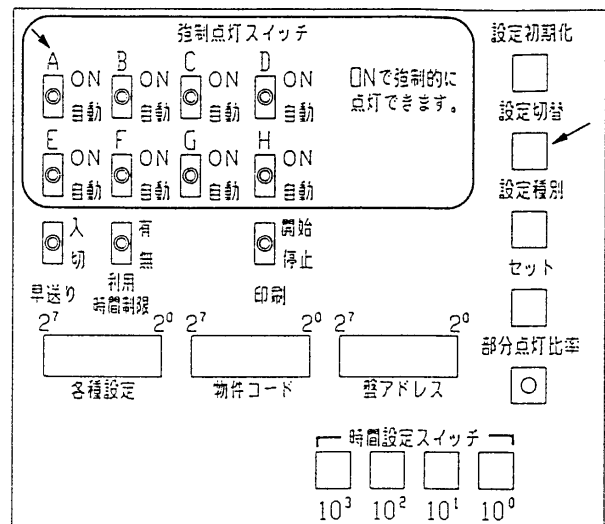 強制点灯スイッチ
A B C D
ON ON ON ON
自動 自動 自動 自動
ONで強制的に
点灯できます。
E F G H
ON ON ON ON
自動 自動 自動 自動
入
切
早送り
有
無
利用
時間制限
開始
停止
印刷
2⁷ 2⁰
各種設定
2⁷ 2⁰
物件コード
2⁷ 2⁰
盤アドレス
設定初期化
設定切替
設定種別
セット
部分点灯比率
時間設定スイッチ
10³ 10² 10¹ 10⁰